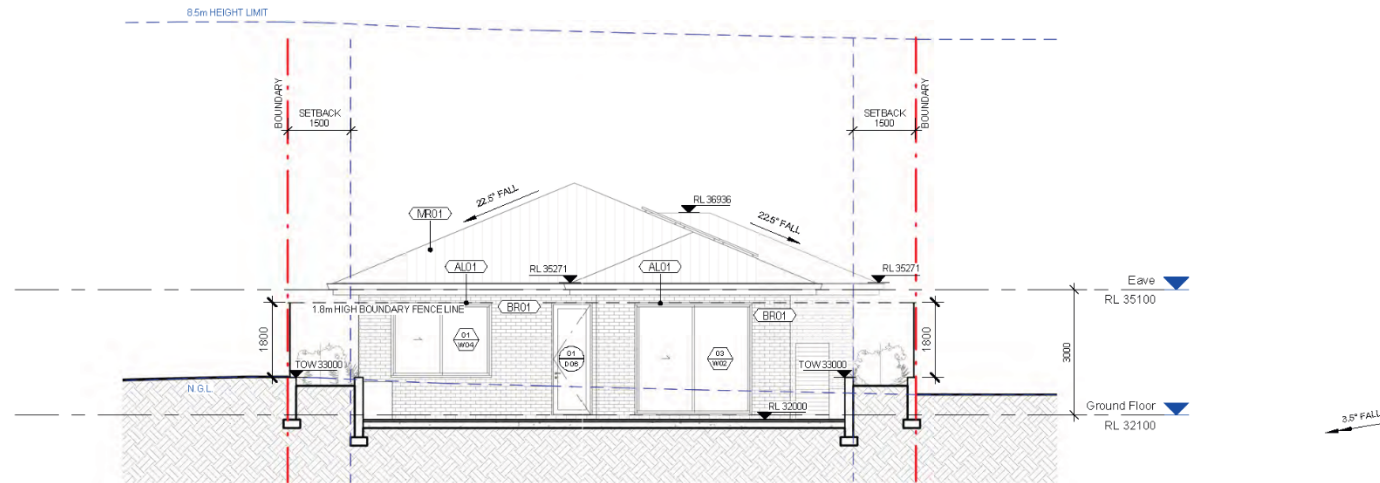 8.5m HEIGHT LIMIT
BOUNDARY
SETBACK
1500
SETBACK
1500
BOUNDARY
22.5° FALL
MR01
RL 36936
22.5° FALL
AL01
RL 35271
AL01
RL 35271
Eave
RL 35100
1.8m HIGH BOUNDARY FENCE LINE
BR01
BR01
1800
01
W04
01
D06
03
W02
1800
3000
TOW 33000
TOW 33000
N.G.L
RL 32000
Ground Floor
RL 32100
3.5° FALL